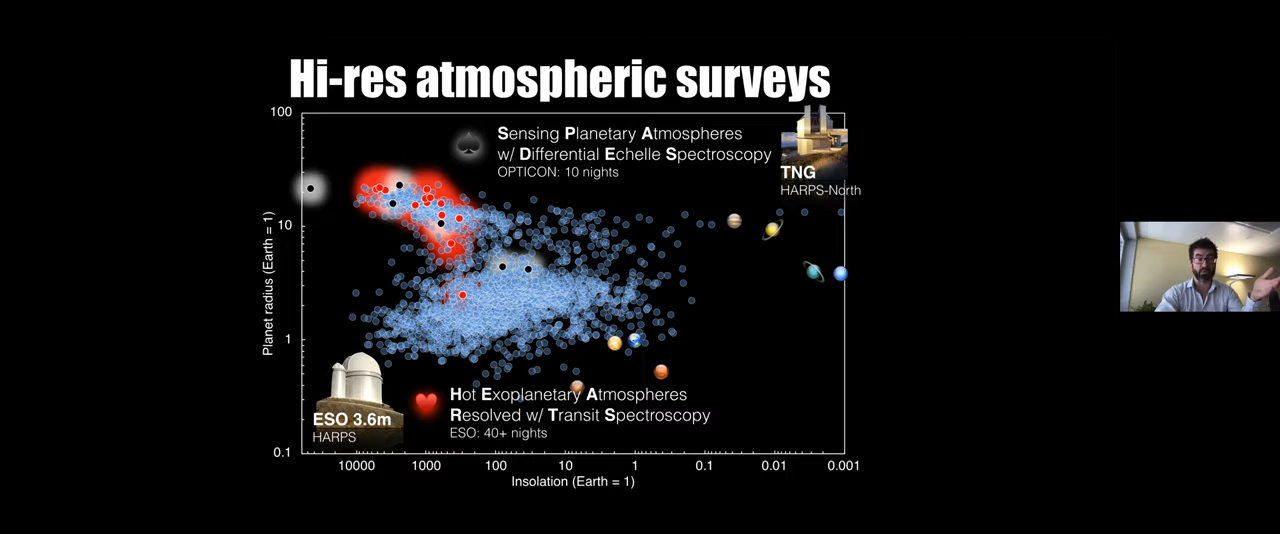 Hi-res atmospheric surveys
100
10
1
0.1
Planet radius (Earth = 1)
Sensing Planetary Atmospheres
w/ Differential Echelle Spectroscopy
OPTICON: 10 nights
TNG
HARPS-North
ESO 3.6m
HARPS
Hot Exoplanetary Atmospheres
Resolved w/ Transit Spectroscopy
ESO: 40+ nights
10000 1000 100 10 1 0.1 0.01 0.001
Insolation (Earth = 1)